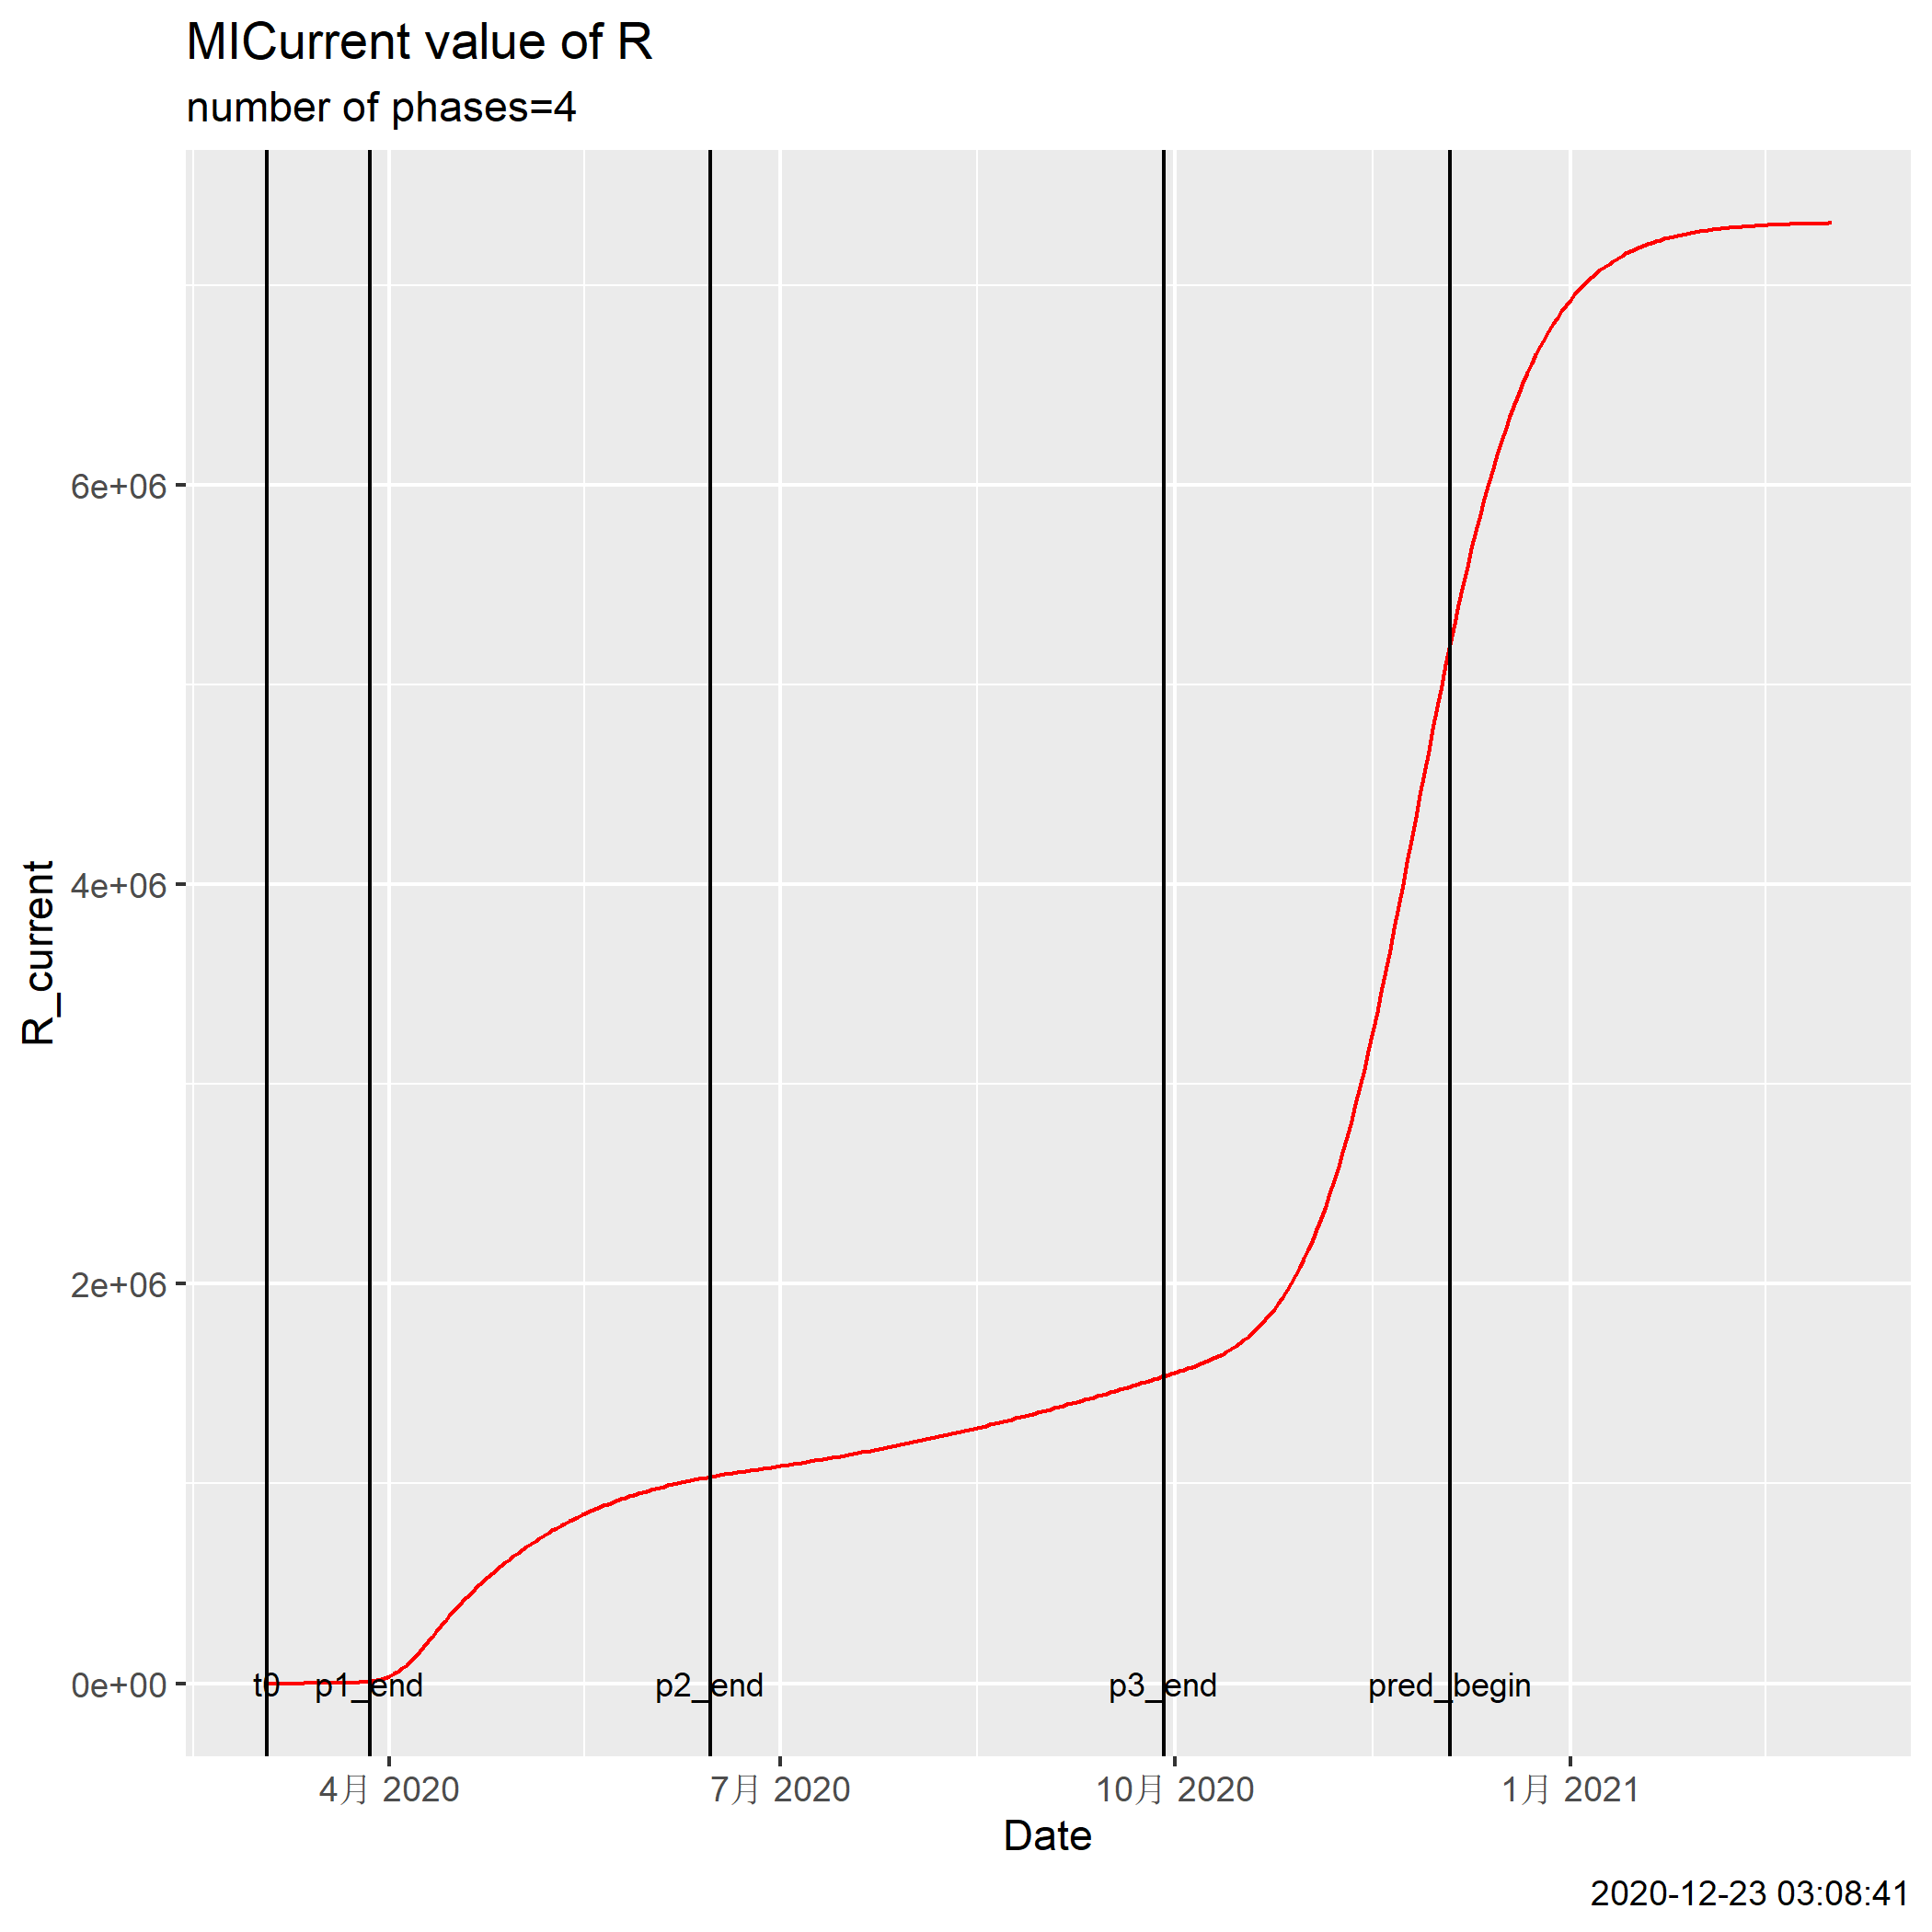 MICurrent value of R
number of phases=4
R_current
6e+06
4e+06
2e+06
0e+00
t0 p1_end p2_end p3_end pred_begin
4月 2020 7月 2020 10月 2020 1月 2021
Date
2020-12-23 03:08:41